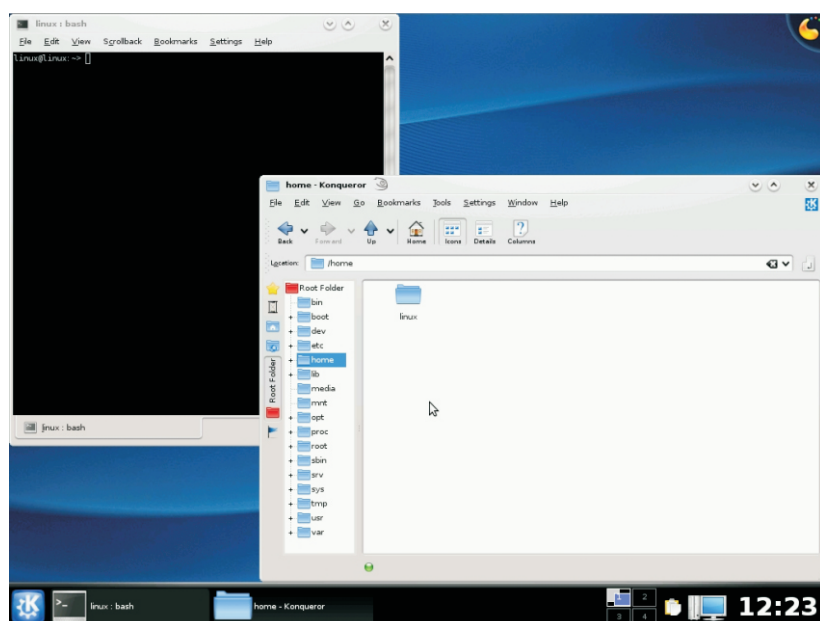 linux : bash
File Edit View Scrollback Bookmarks Settings Help
linux@linux:~>
home - Konqueror
File Edit View Go Bookmarks Tools Settings Window Help
Back Forward Up Home Icons Details Columns
Location: /home
Root Folder
Root Folder
bin
boot
dev
etc
home
lib
media
mnt
opt
proc
root
sbin
srv
sys
tmp
usr
var
linux
linux : bash
linux : bash
home - Konqueror
1 2
3 4
12:23